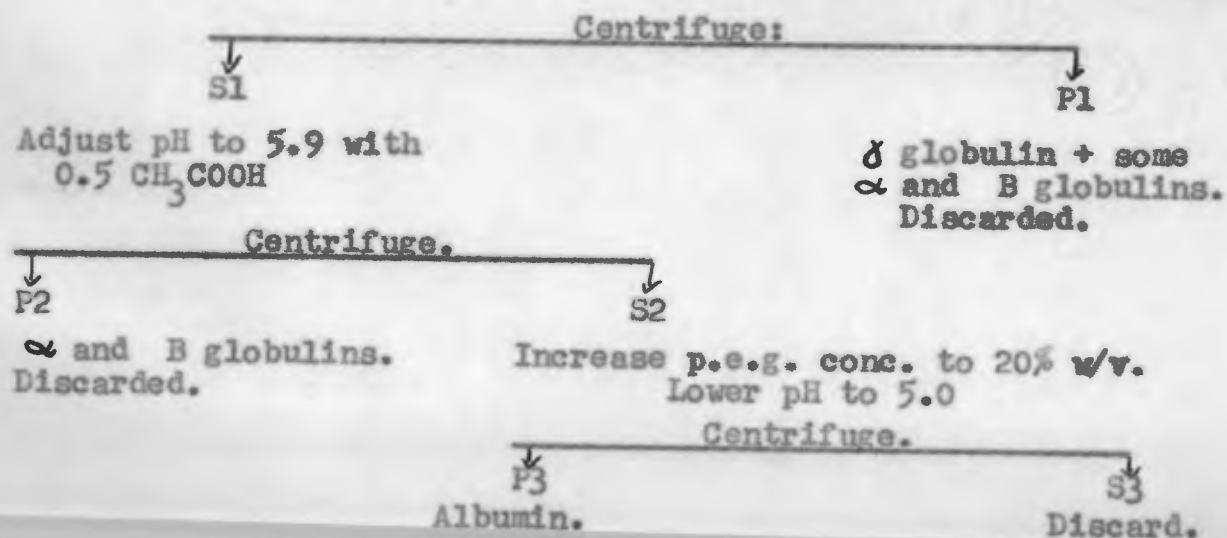 Centrifuge:
S1
P1
Adjust pH to 5.9 with
0.5 CH₃COOH
γ globulin + some
α and B globulins.
Discarded.
Centrifuge.
P2
S2
α and B globulins.
Discarded.
Increase p.e.g. conc. to 20% w/v.
Lower pH to 5.0
Centrifuge.
P3
S3
Albumin.
Discard.